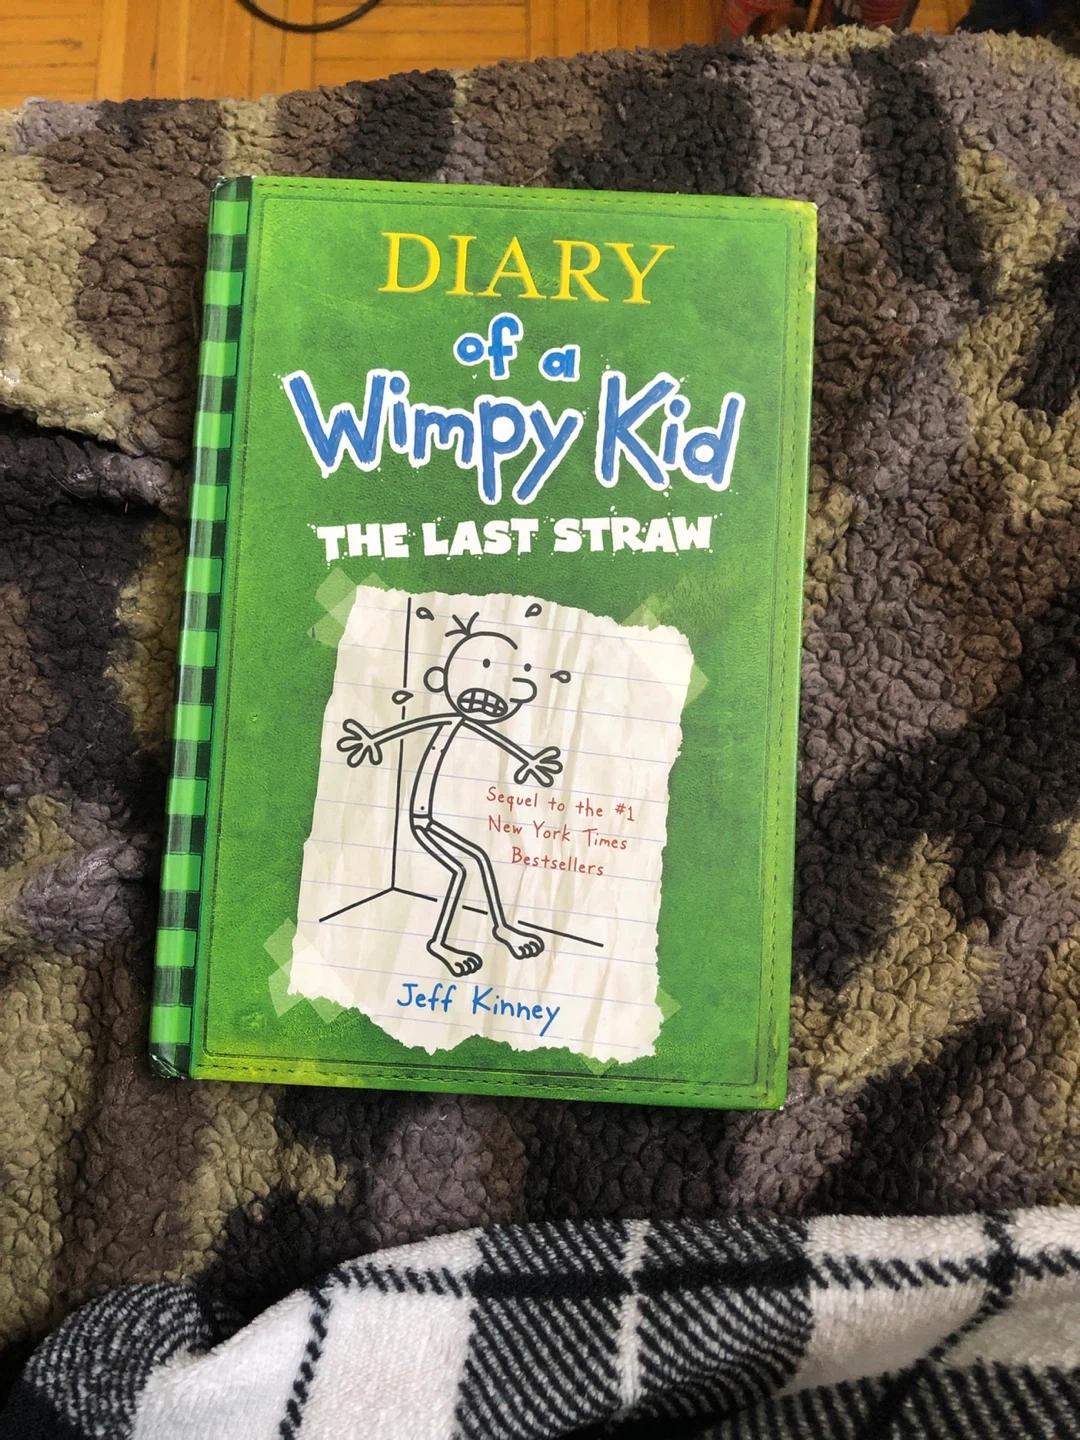 DIARY
of a
Wimpy Kid
THE LAST STRAW
Sequel to the #1
New York Times
Bestsellers
Jeff Kinney